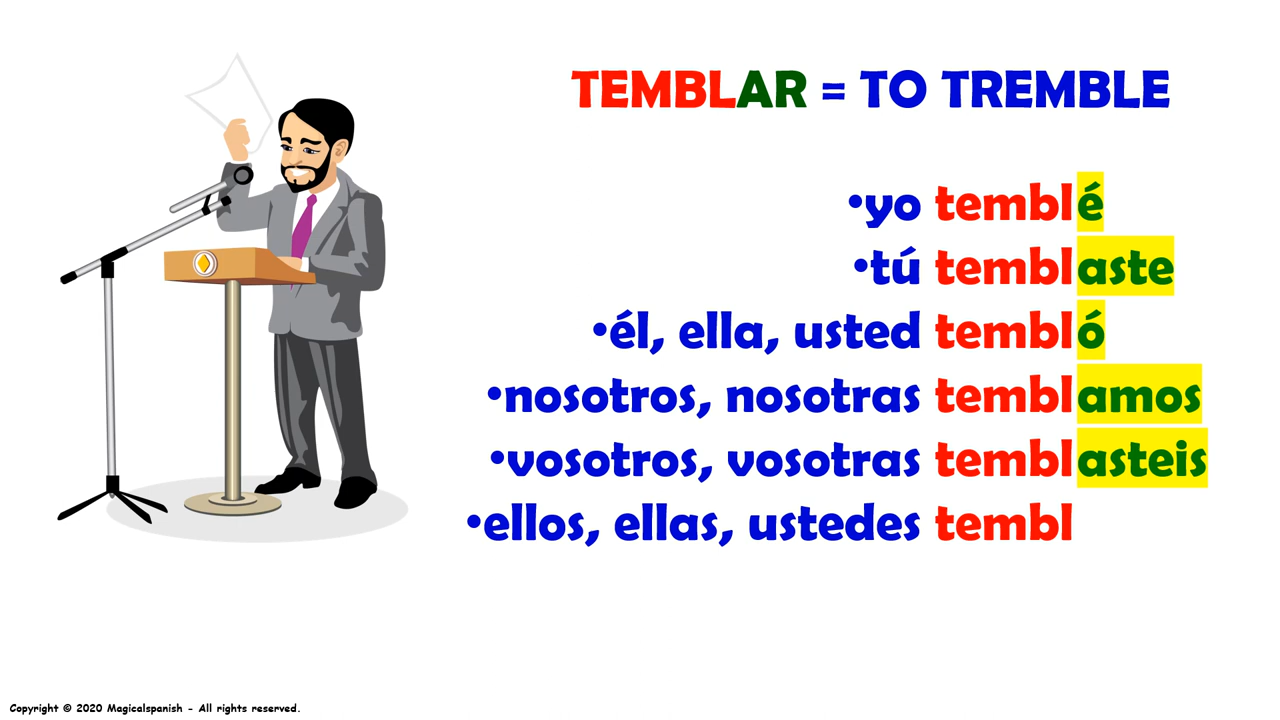 TEMBLAR = TO TREMBLE
•yo temblé
•tú temblaste
•él, ella, usted tembló
•nosotros, nosotras temblamos
•vosotros, vosotras temblasteis
•ellos, ellas, ustedes tembl
Copyright © 2020 Magicalspanish - All rights reserved.